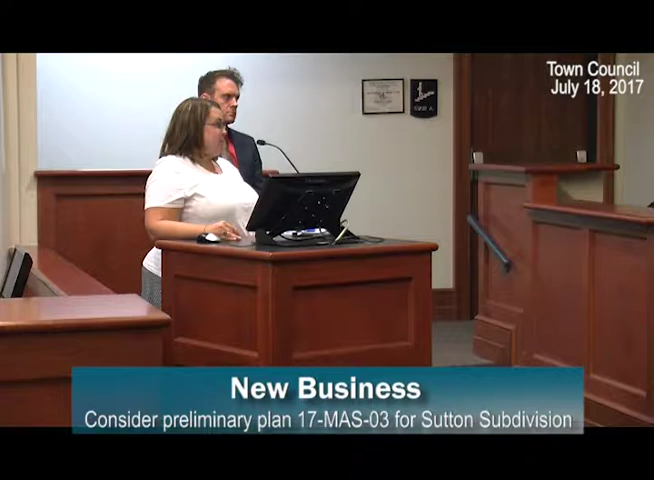 Town Council
July 18, 2017
New Business
Consider preliminary plan 17-MAS-03 for Sutton Subdivision